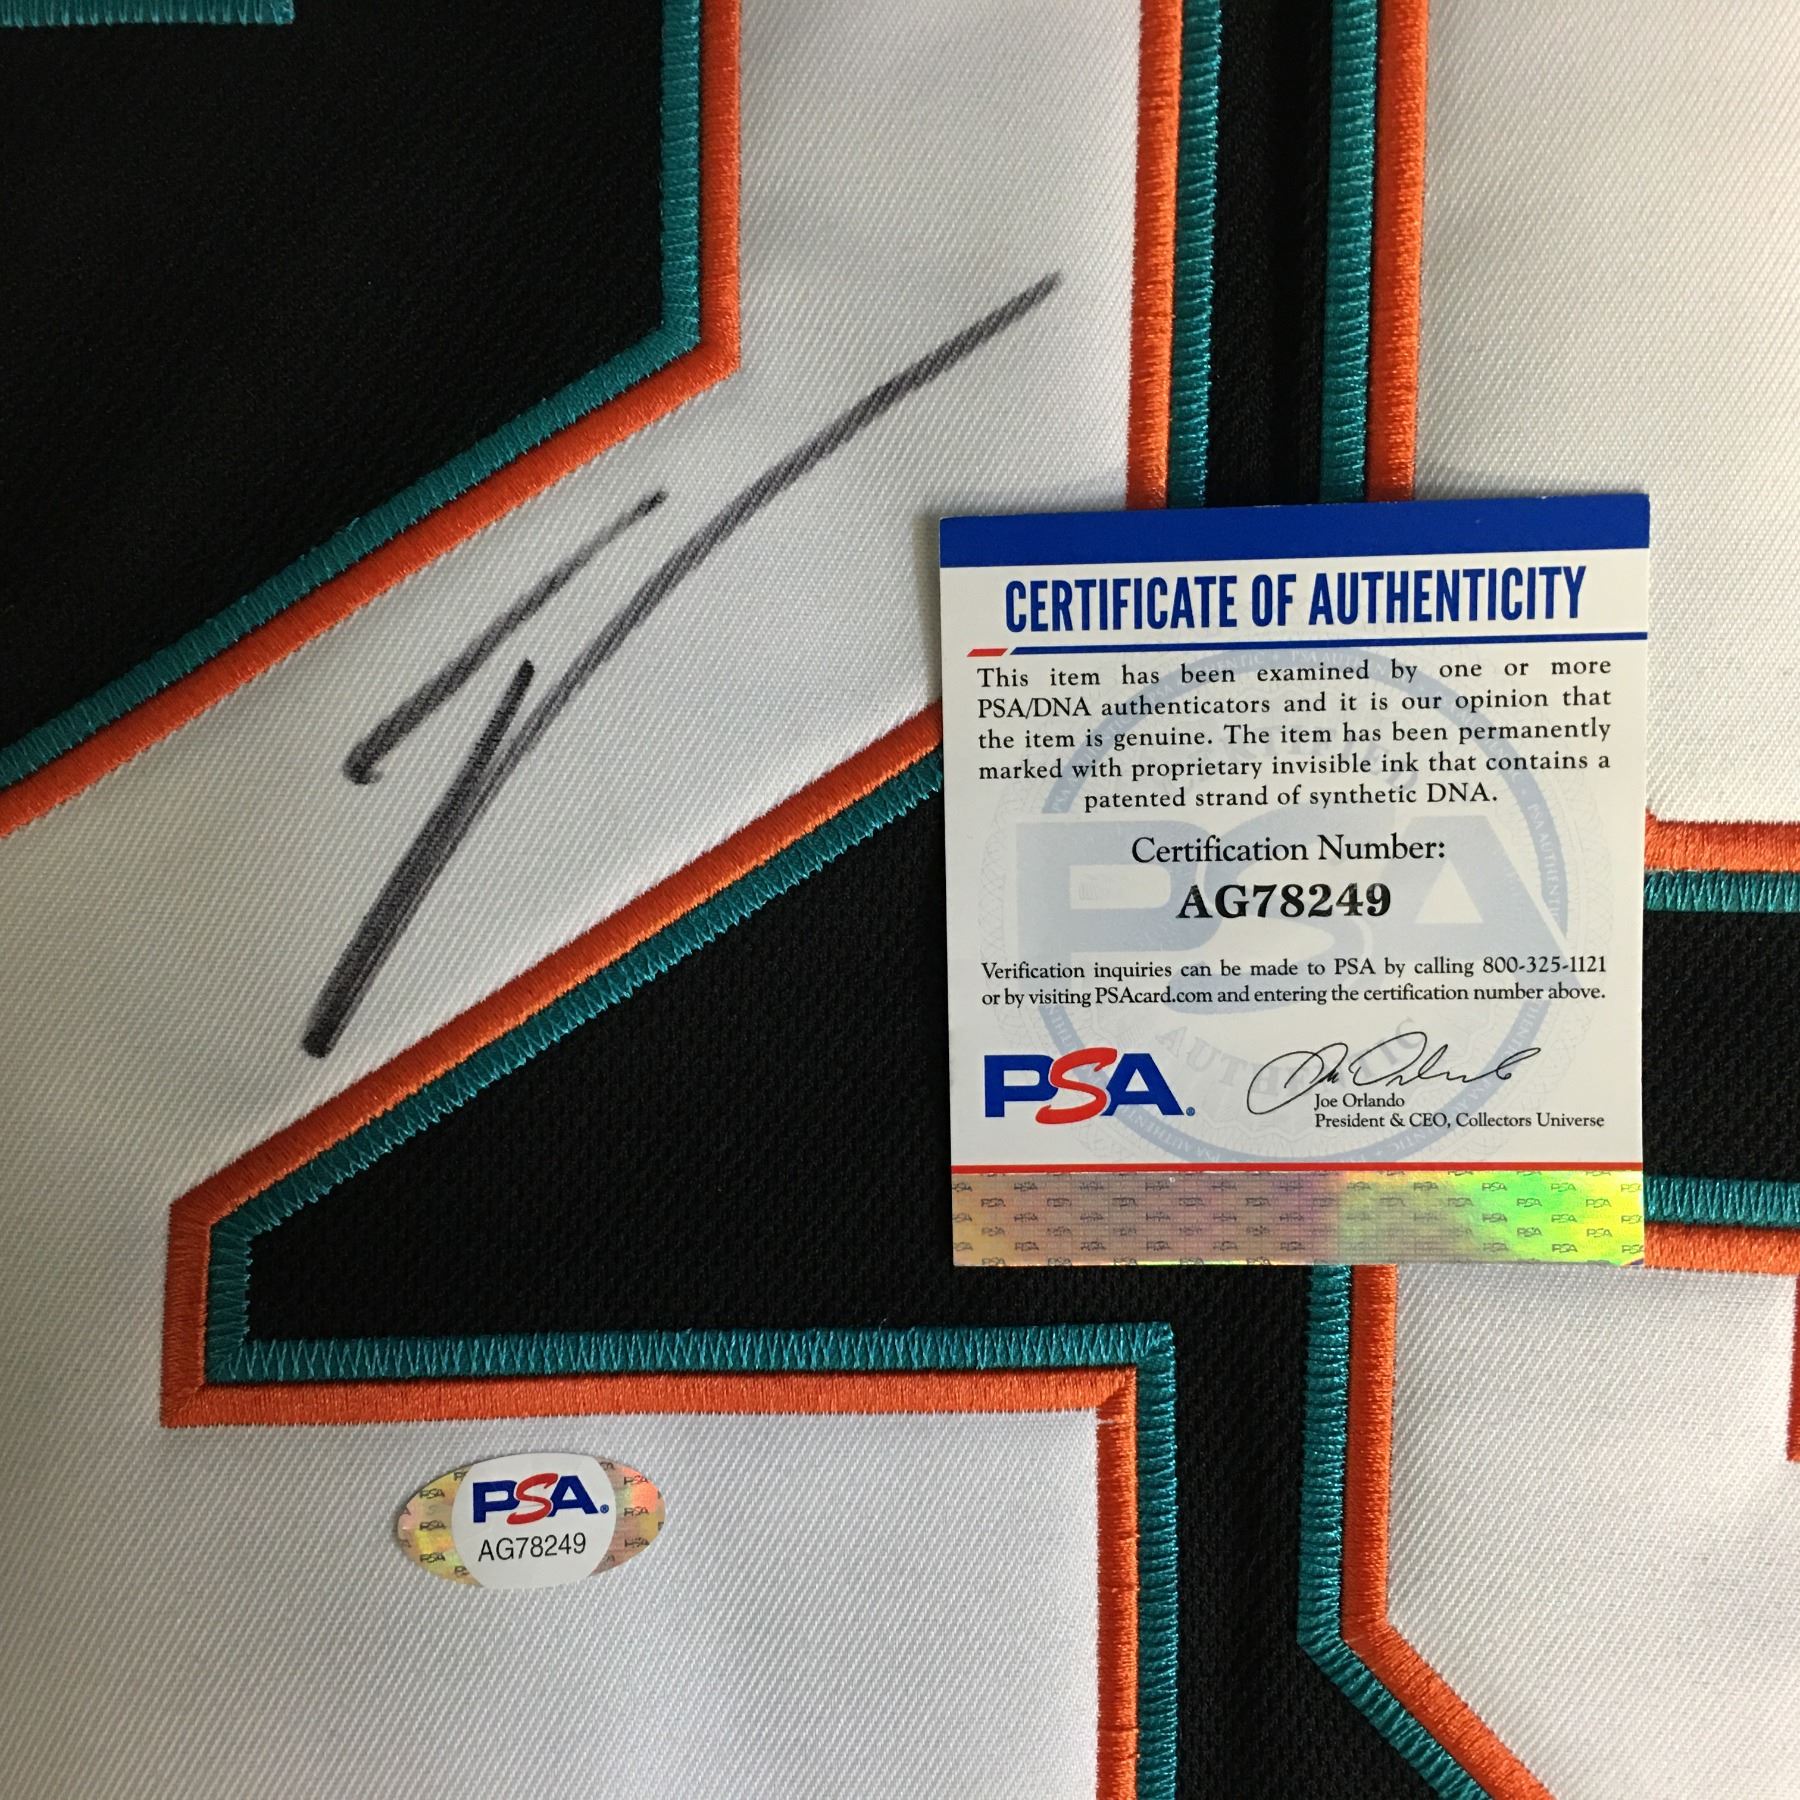 CERTIFICATE OF AUTHENTICITY
This item has been examined by one or more
PSA/DNA authenticators and it is our opinion that
the item is genuine. The item has been permanently
marked with proprietary invisible ink that contains a
patented strand of synthetic DNA.
Certification Number:
AG78249
Verification inquiries can be made to PSA by calling 800-325-1121
or by visiting PSAcard.com and entering the certification number above.
PSA®
Joe Orlando
President & CEO, Collectors Universe
PSA®
AG78249